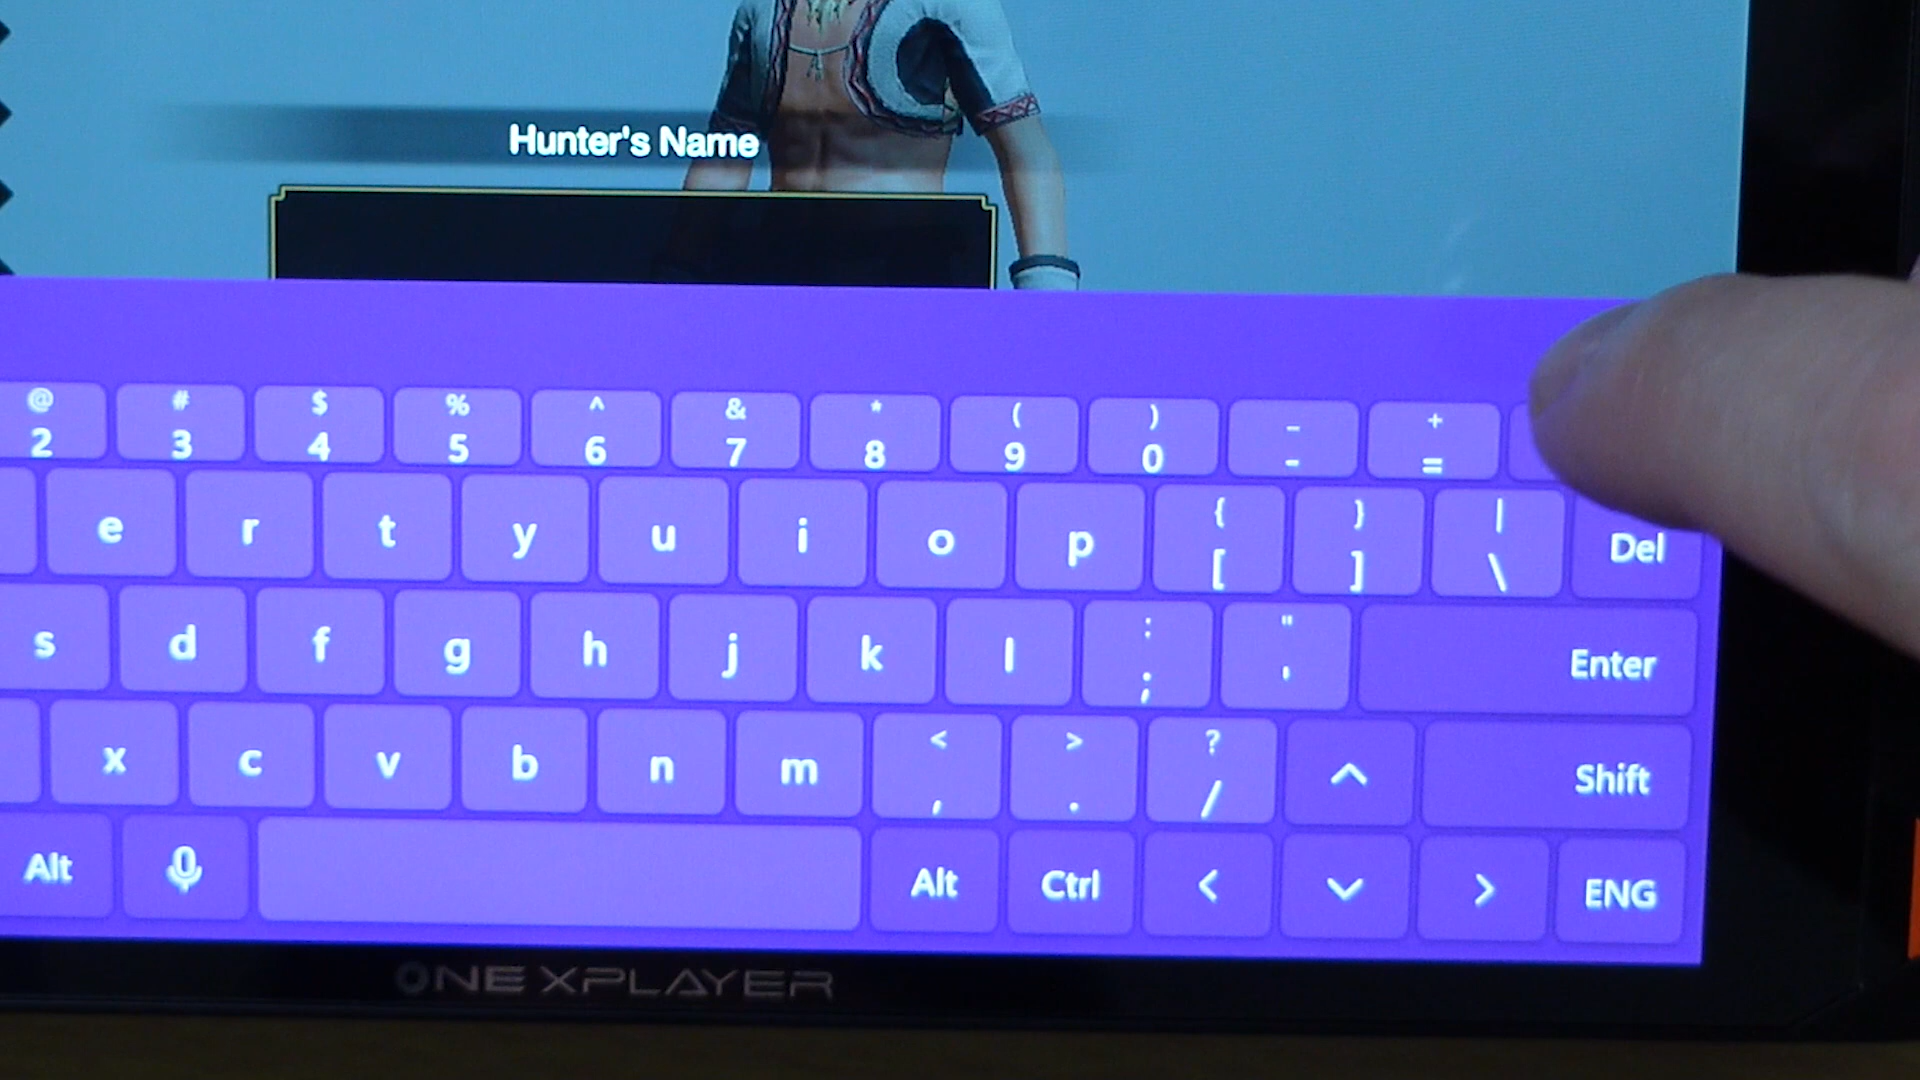 Hunter's Name
@ # $ % ^ & * ( ) _ +
2 3 4 5 6 7 8 9 0 - =
e r t y u i o p { [ } ] | \ Del
s d f g h j k l : ; " ' Enter
x c v b n m < , > . ? / Shift
Alt Alt Ctrl ENG
ONEXPLAYER